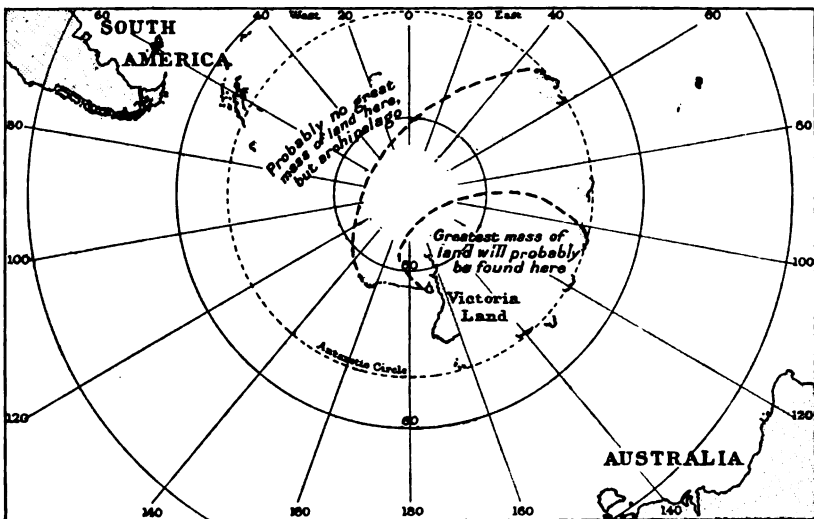 60
40
West
20
0
20
East
40
60
SOUTH
AMERICA
Probably no great
mass of land here,
but archipelago
80
80
Greatest mass of
land will probably
be found here
80
100
100
Victoria
Land
Antarctic Circle
60
120
120
AUSTRALIA
140
160
180
160
140